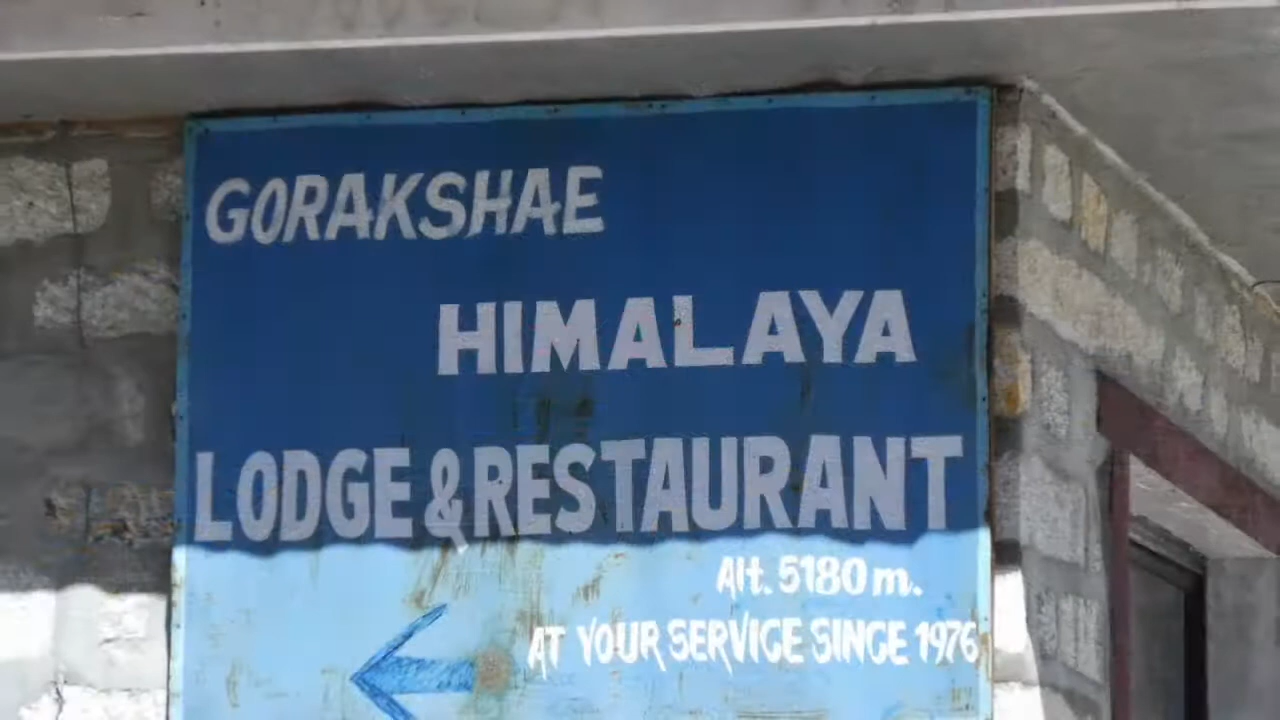 GORAKSHAE
HIMALAYA
LODGE & RESTAURANT
Alt. 5180 m.
AT YOUR SERVICE SINCE 1976